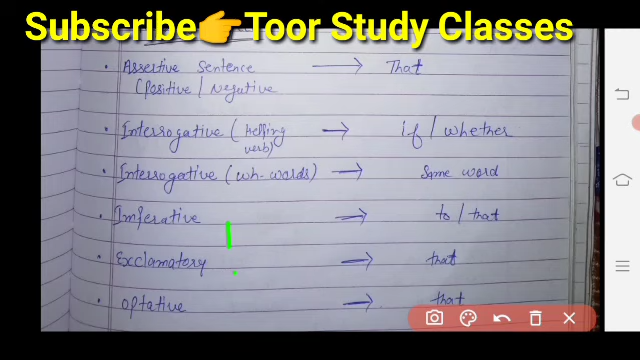 Subscribe👉Toor Study Classes
• Assertive Sentence → That
(positive / Negative
• Interrogative (Helping verb) → if / whether
• Interrogative (wh-words) → Same word
• Imperative → to / that
• Exclamatory → that
• Optative → that